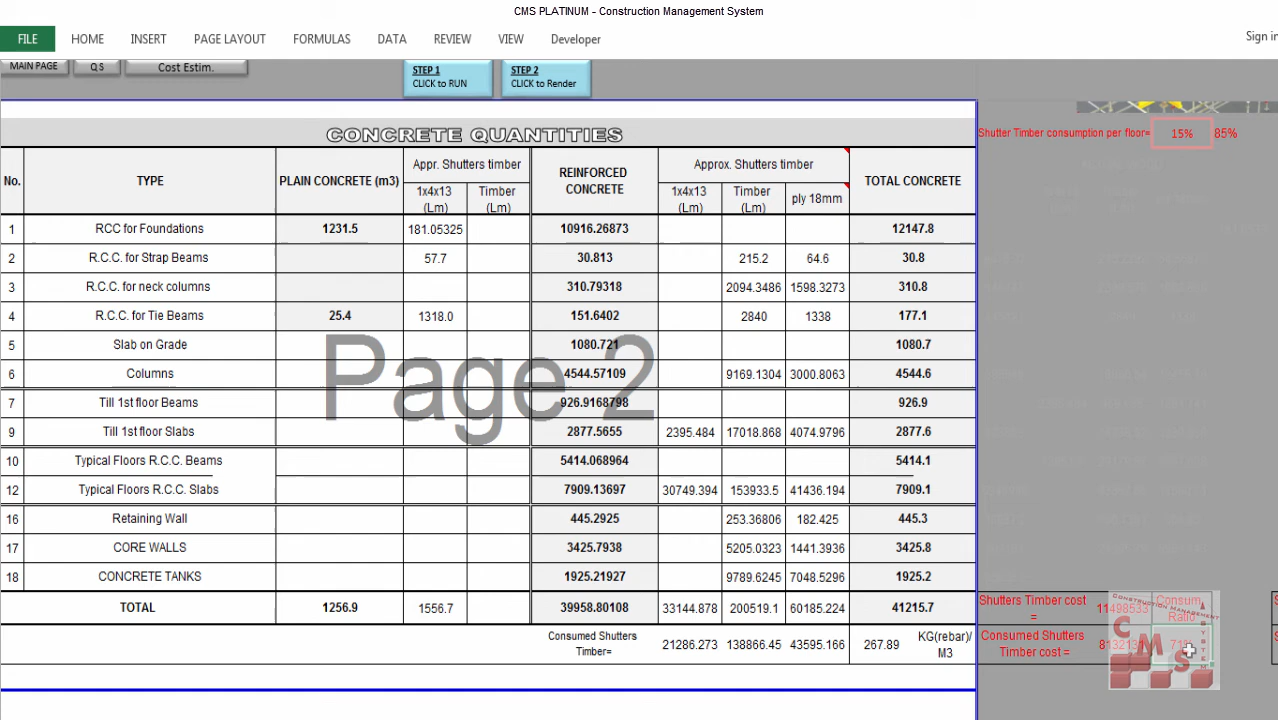 CMS PLATINUM - Construction Management System
FILE HOME INSERT PAGE LAYOUT FORMULAS DATA REVIEW VIEW Developer Sign in
MAIN PAGE Q S Cost Estim.
STEP 1 STEP 2
CLICK to RUN CLICK to Render
CONCRETE QUANTITIES
Shutter Timber consumption per floor= 15% 85%
No. TYPE PLAIN CONCRETE (m3) Appr. Shutters timber REINFORCED CONCRETE Approx. Shutters timber TOTAL CONCRETE
1x4x13 (Lm) Timber (Lm) 1x4x13 (Lm) Timber (Lm) ply 18mm
1 RCC for Foundations 1231.5 181.05325 10916.26873 12147.8
2 R.C.C. for Strap Beams 57.7 30.813 215.2 64.6 30.8
3 R.C.C. for neck columns 310.79318 2094.3486 1598.3273 310.8
4 R.C.C. for Tie Beams 25.4 1318.0 151.6402 2840 1338 177.1
5 Slab on Grade 1080.721 1080.7
6 Columns 4544.57109 9169.1304 3000.8063 4544.6
Page 2
7 Till 1st floor Beams 926.9168798 926.9
9 Till 1st floor Slabs 2877.5655 2395.484 17018.868 4074.9796 2877.6
10 Typical Floors R.C.C. Beams 5414.068964 5414.1
12 Typical Floors R.C.C. Slabs 7909.13697 30749.394 153933.5 41436.194 7909.1
16 Retaining Wall 445.2925 253.36806 182.425 445.3
17 CORE WALLS 3425.7938 5205.0323 1441.3936 3425.8
18 CONCRETE TANKS 1925.21927 9789.6245 7048.5296 1925.2
TOTAL 1256.9 1556.7 39958.80108 33144.878 200519.1 60185.224 41215.7
Shutters Timber cost = 11498533 Consum. Ratio
Consumed Shutters Timber= 21286.273 138866.45 43595.166 267.89 KG(rebar)/ M3
Consumed Shutters Timber cost = 8132131 71%
CONSTRUCTION MANAGEMENT SYSTEM
CMS